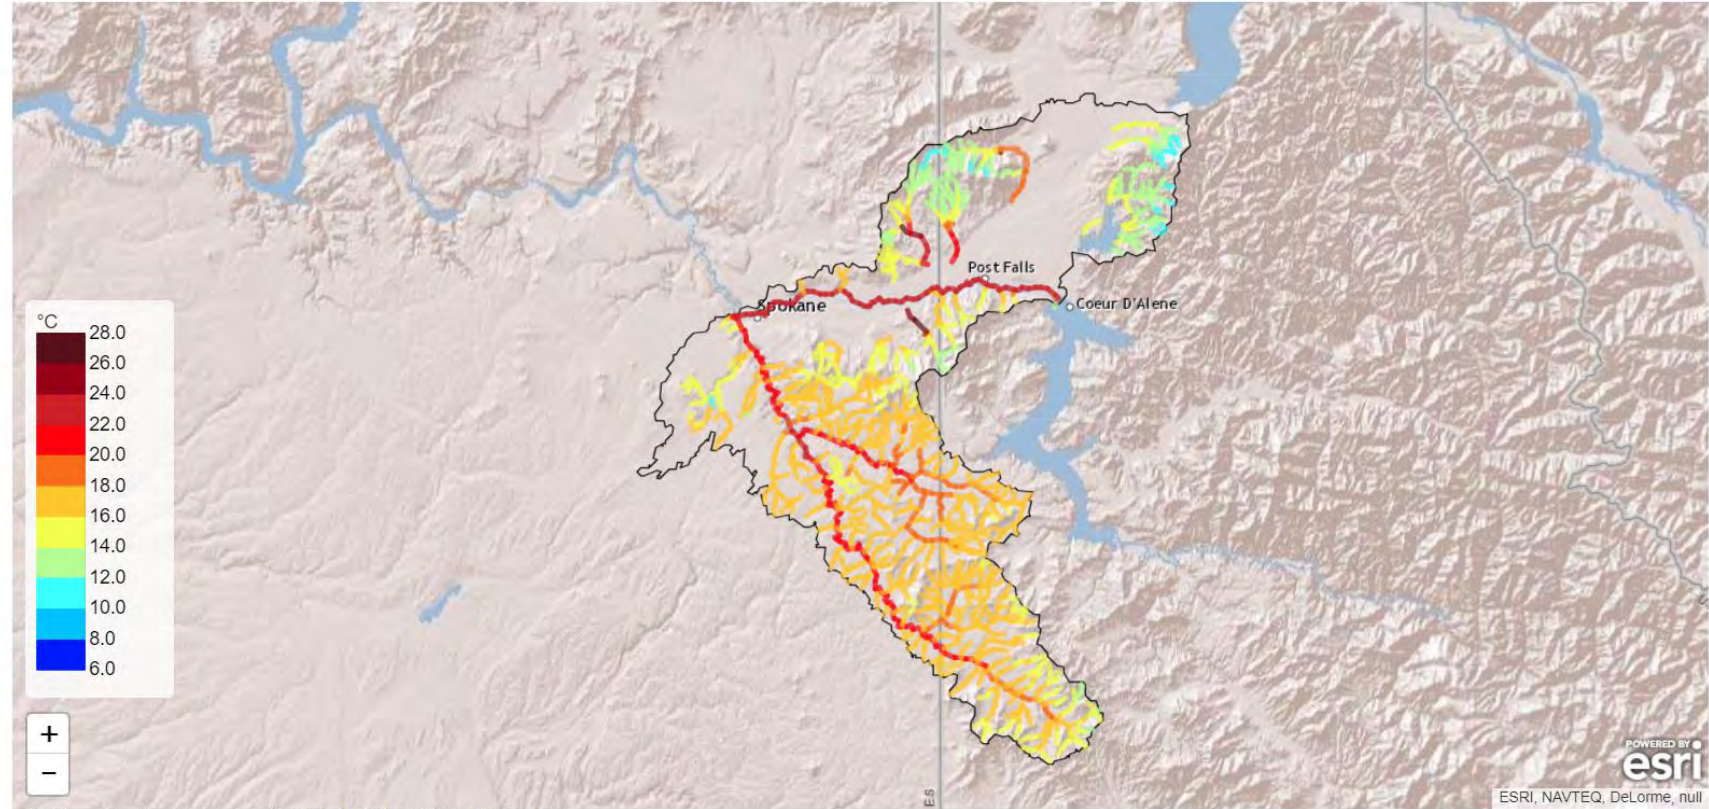 Post Falls
Coeur D'Alene
Spokane
°C
28.0
26.0
24.0
22.0
20.0
18.0
16.0
14.0
12.0
10.0
8.0
6.0
+
−
ES
POWERED BY
esri
ESRI, NAVTEQ, DeLorme, null